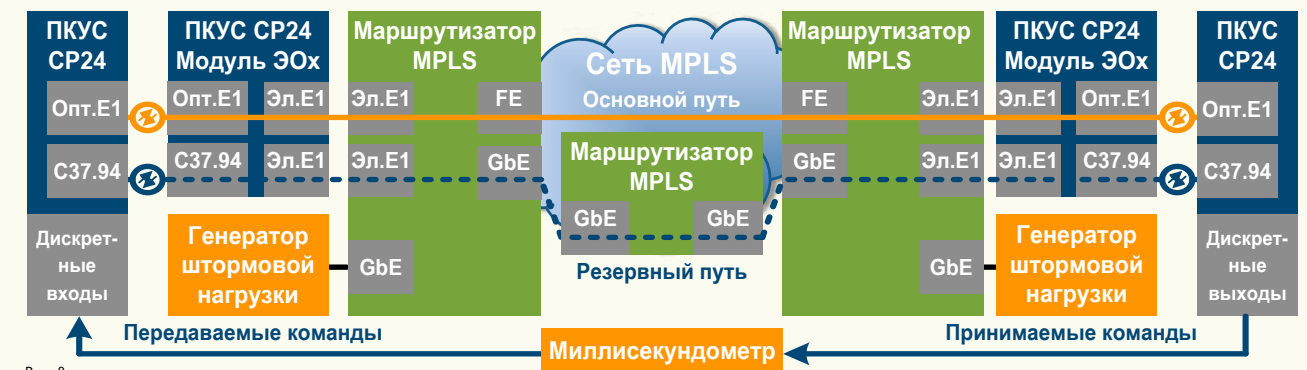 ПКУС
СР24
ПКУС СР24
Модуль ЭОх
Маршрутизатор
MPLS
Сеть MPLS
Основной путь
Маршрутизатор
MPLS
ПКУС СР24
Модуль ЭОх
ПКУС
СР24
Опт.Е1
Опт.Е1
Эл.Е1
Эл.Е1
FE
FE
Эл.Е1
Эл.Е1
Опт.Е1
Опт.Е1
С37.94
С37.94
Эл.Е1
Эл.Е1
GbE
Маршрутизатор
MPLS
GbE
GbE
GbE
Эл.Е1
Эл.Е1
С37.94
С37.94
Дискрет-
ные
входы
Генератор
штормовой
нагрузки
GbE
Резервный путь
GbE
Генератор
штормовой
нагрузки
Дискрет-
ные
выходы
Передаваемые команды
Миллисекундометр
Принимаемые команды